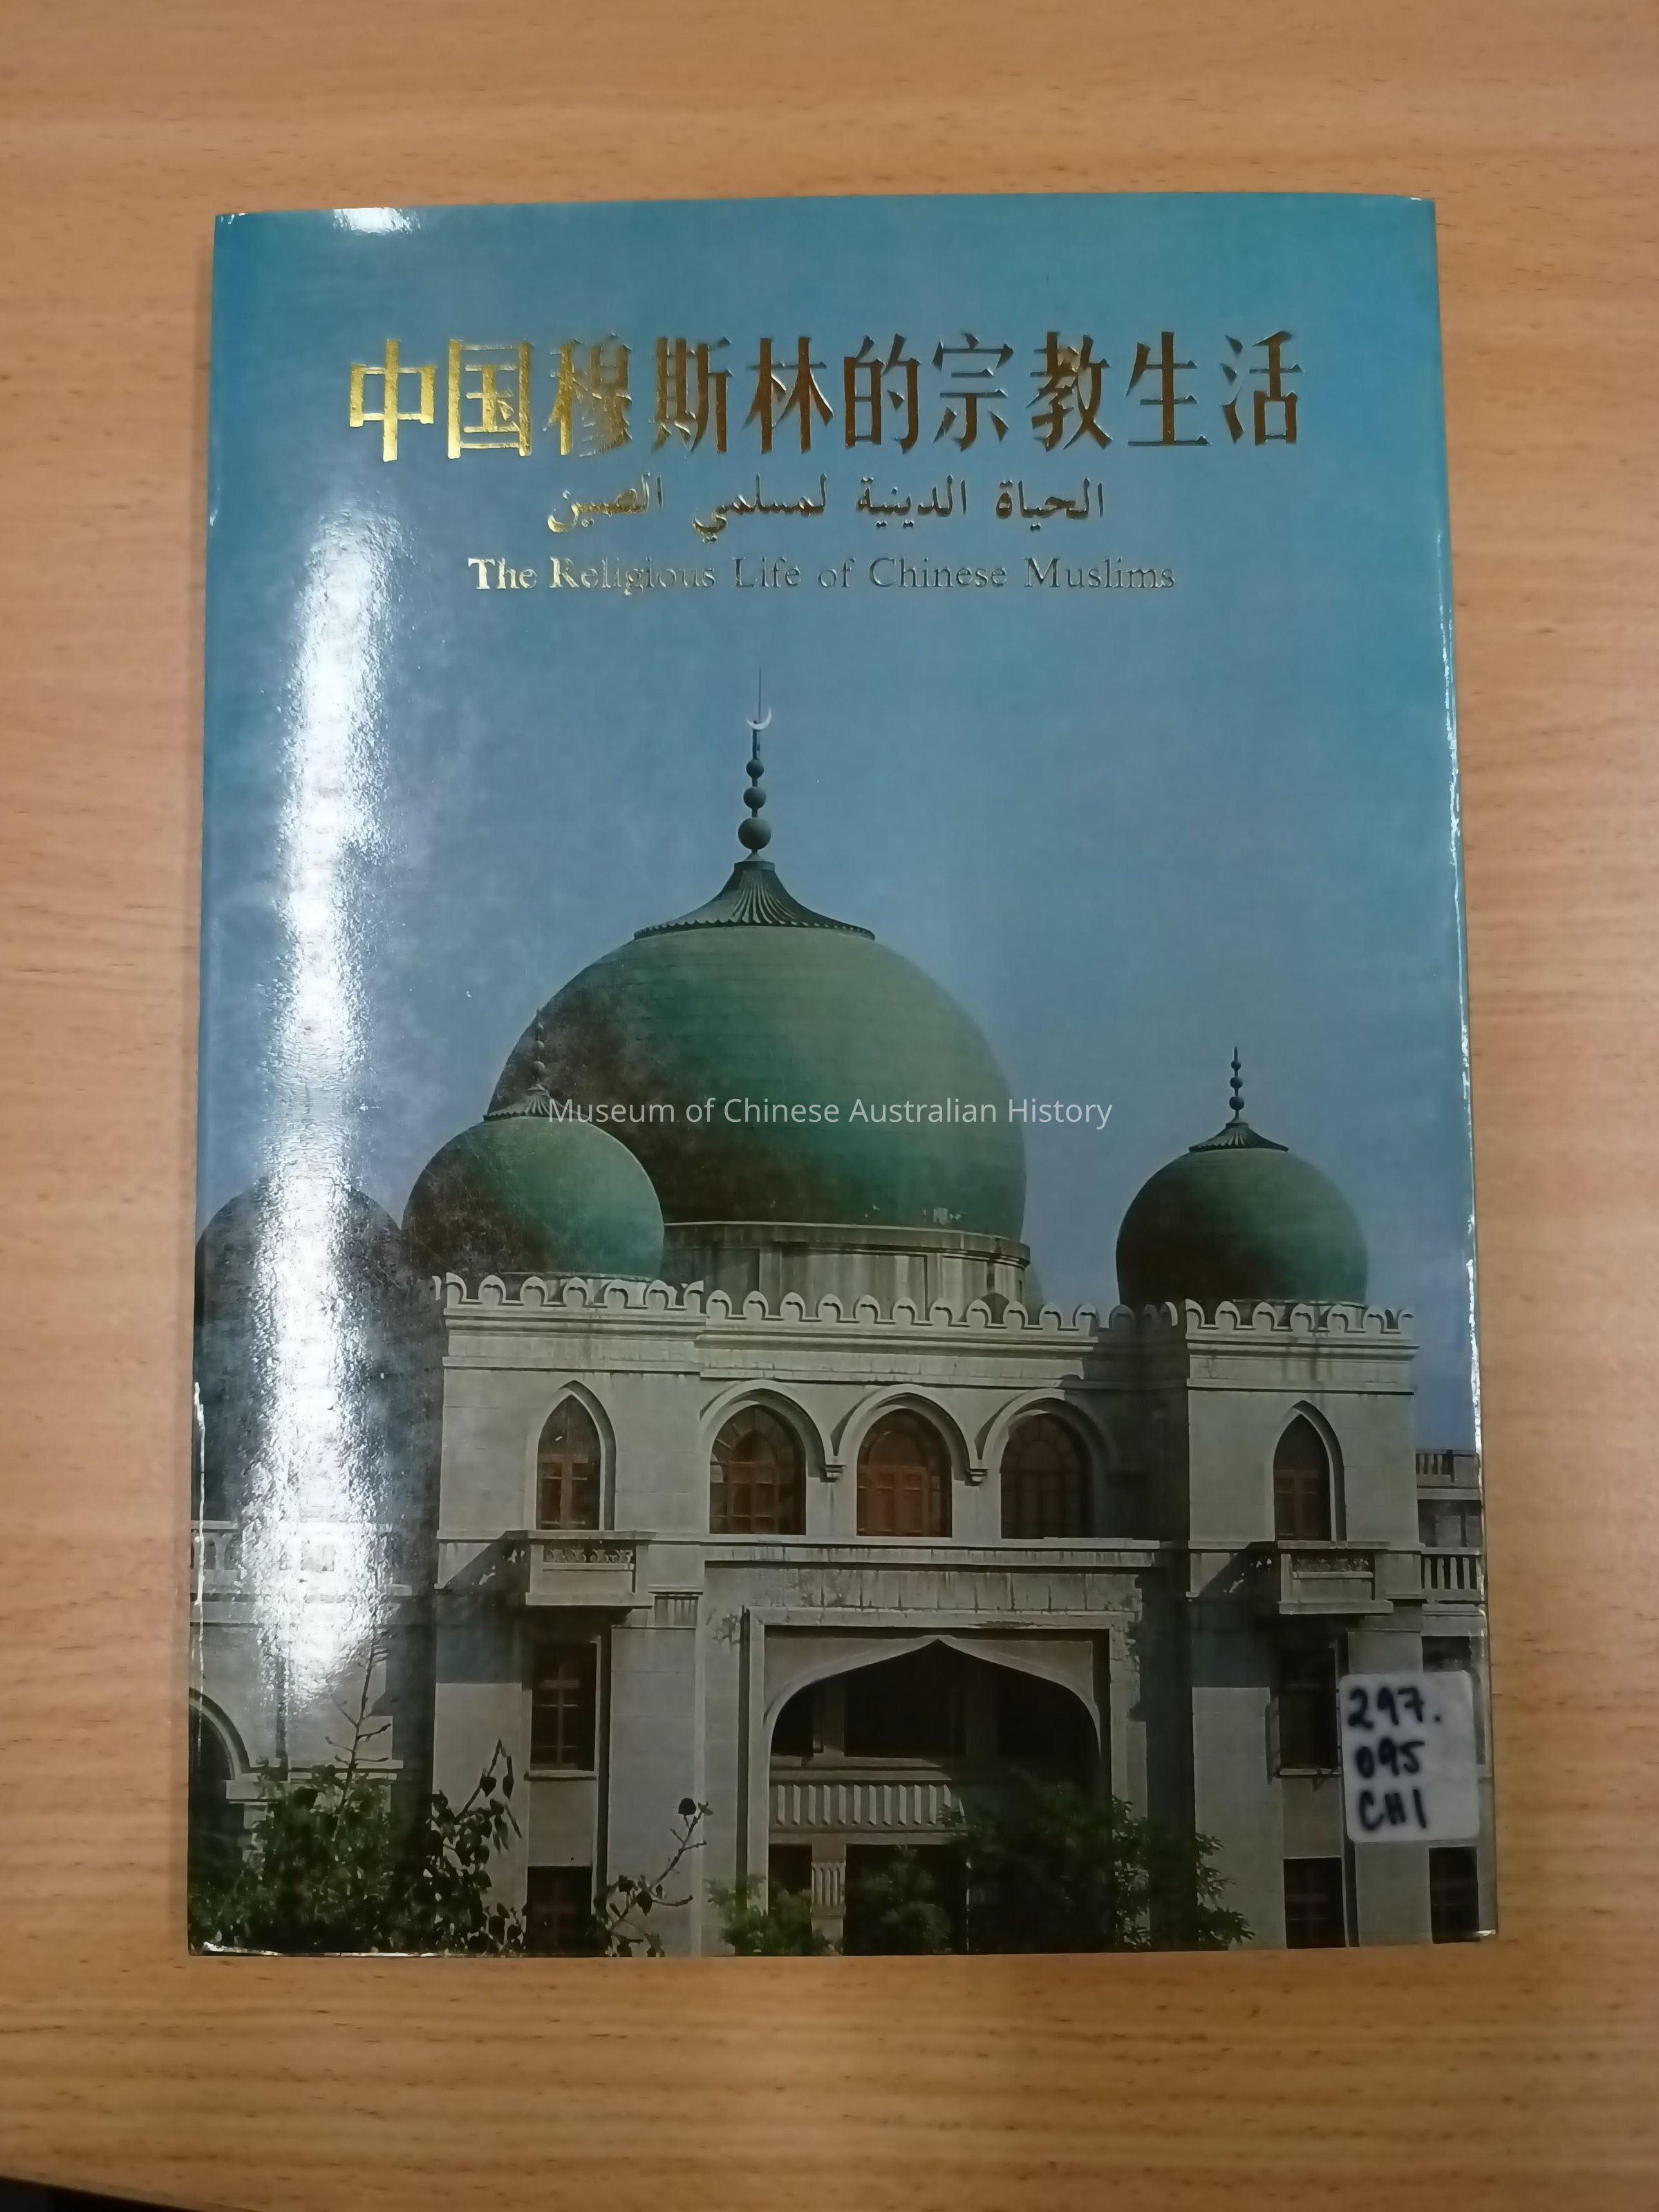 中国穆斯林的宗教生活
الحياة الدينية لمسلمي الصين
The Religious Life of Chinese Muslims
Museum of Chinese Australian History
297.
095
CHI